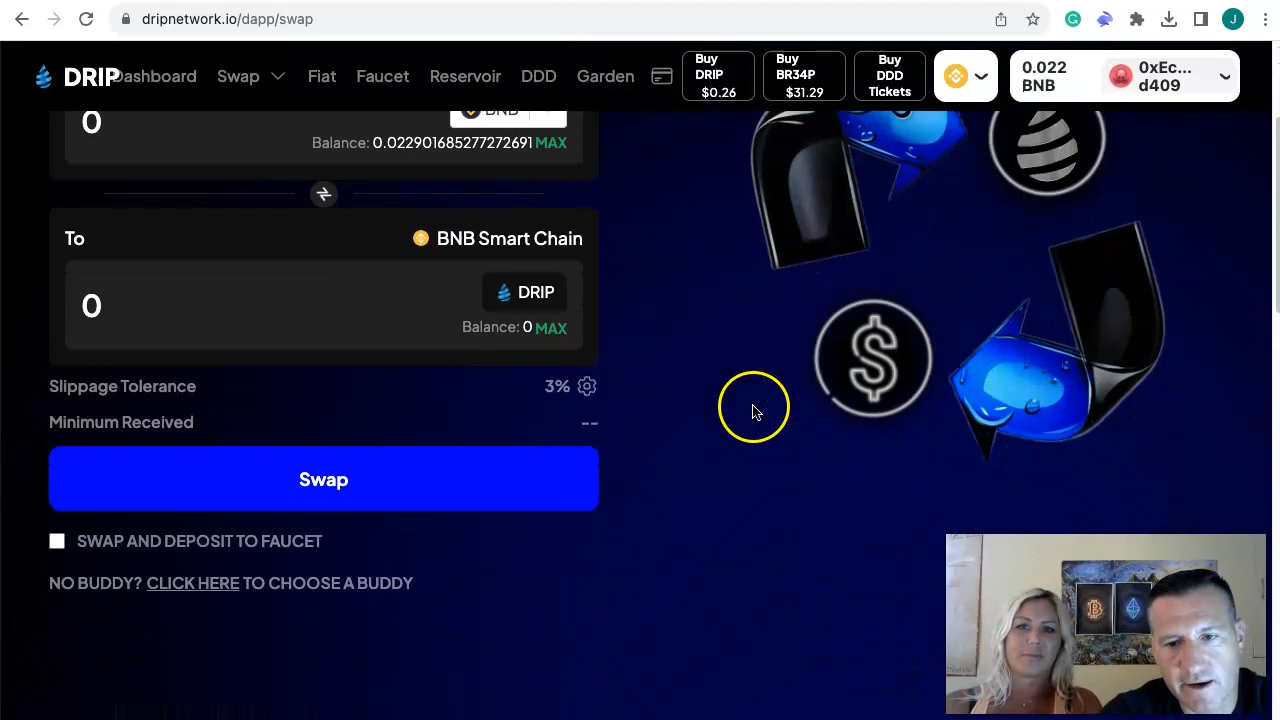 dripnetwork.io/dapp/swap
J
DRIP
Dashboard
Swap
Fiat
Faucet
Reservoir
DDD
Garden
Buy
DRIP
$0.26
Buy
BR34P
$31.29
Buy
DDD
Tickets
0.022
BNB
0xEc...
d409
0
BNB
Balance: 0.022901685277272691 MAX
To
BNB Smart Chain
0
DRIP
Balance: 0 MAX
Slippage Tolerance
3%
Minimum Received
--
Swap
SWAP AND DEPOSIT TO FAUCET
NO BUDDY? CLICK HERE TO CHOOSE A BUDDY
$